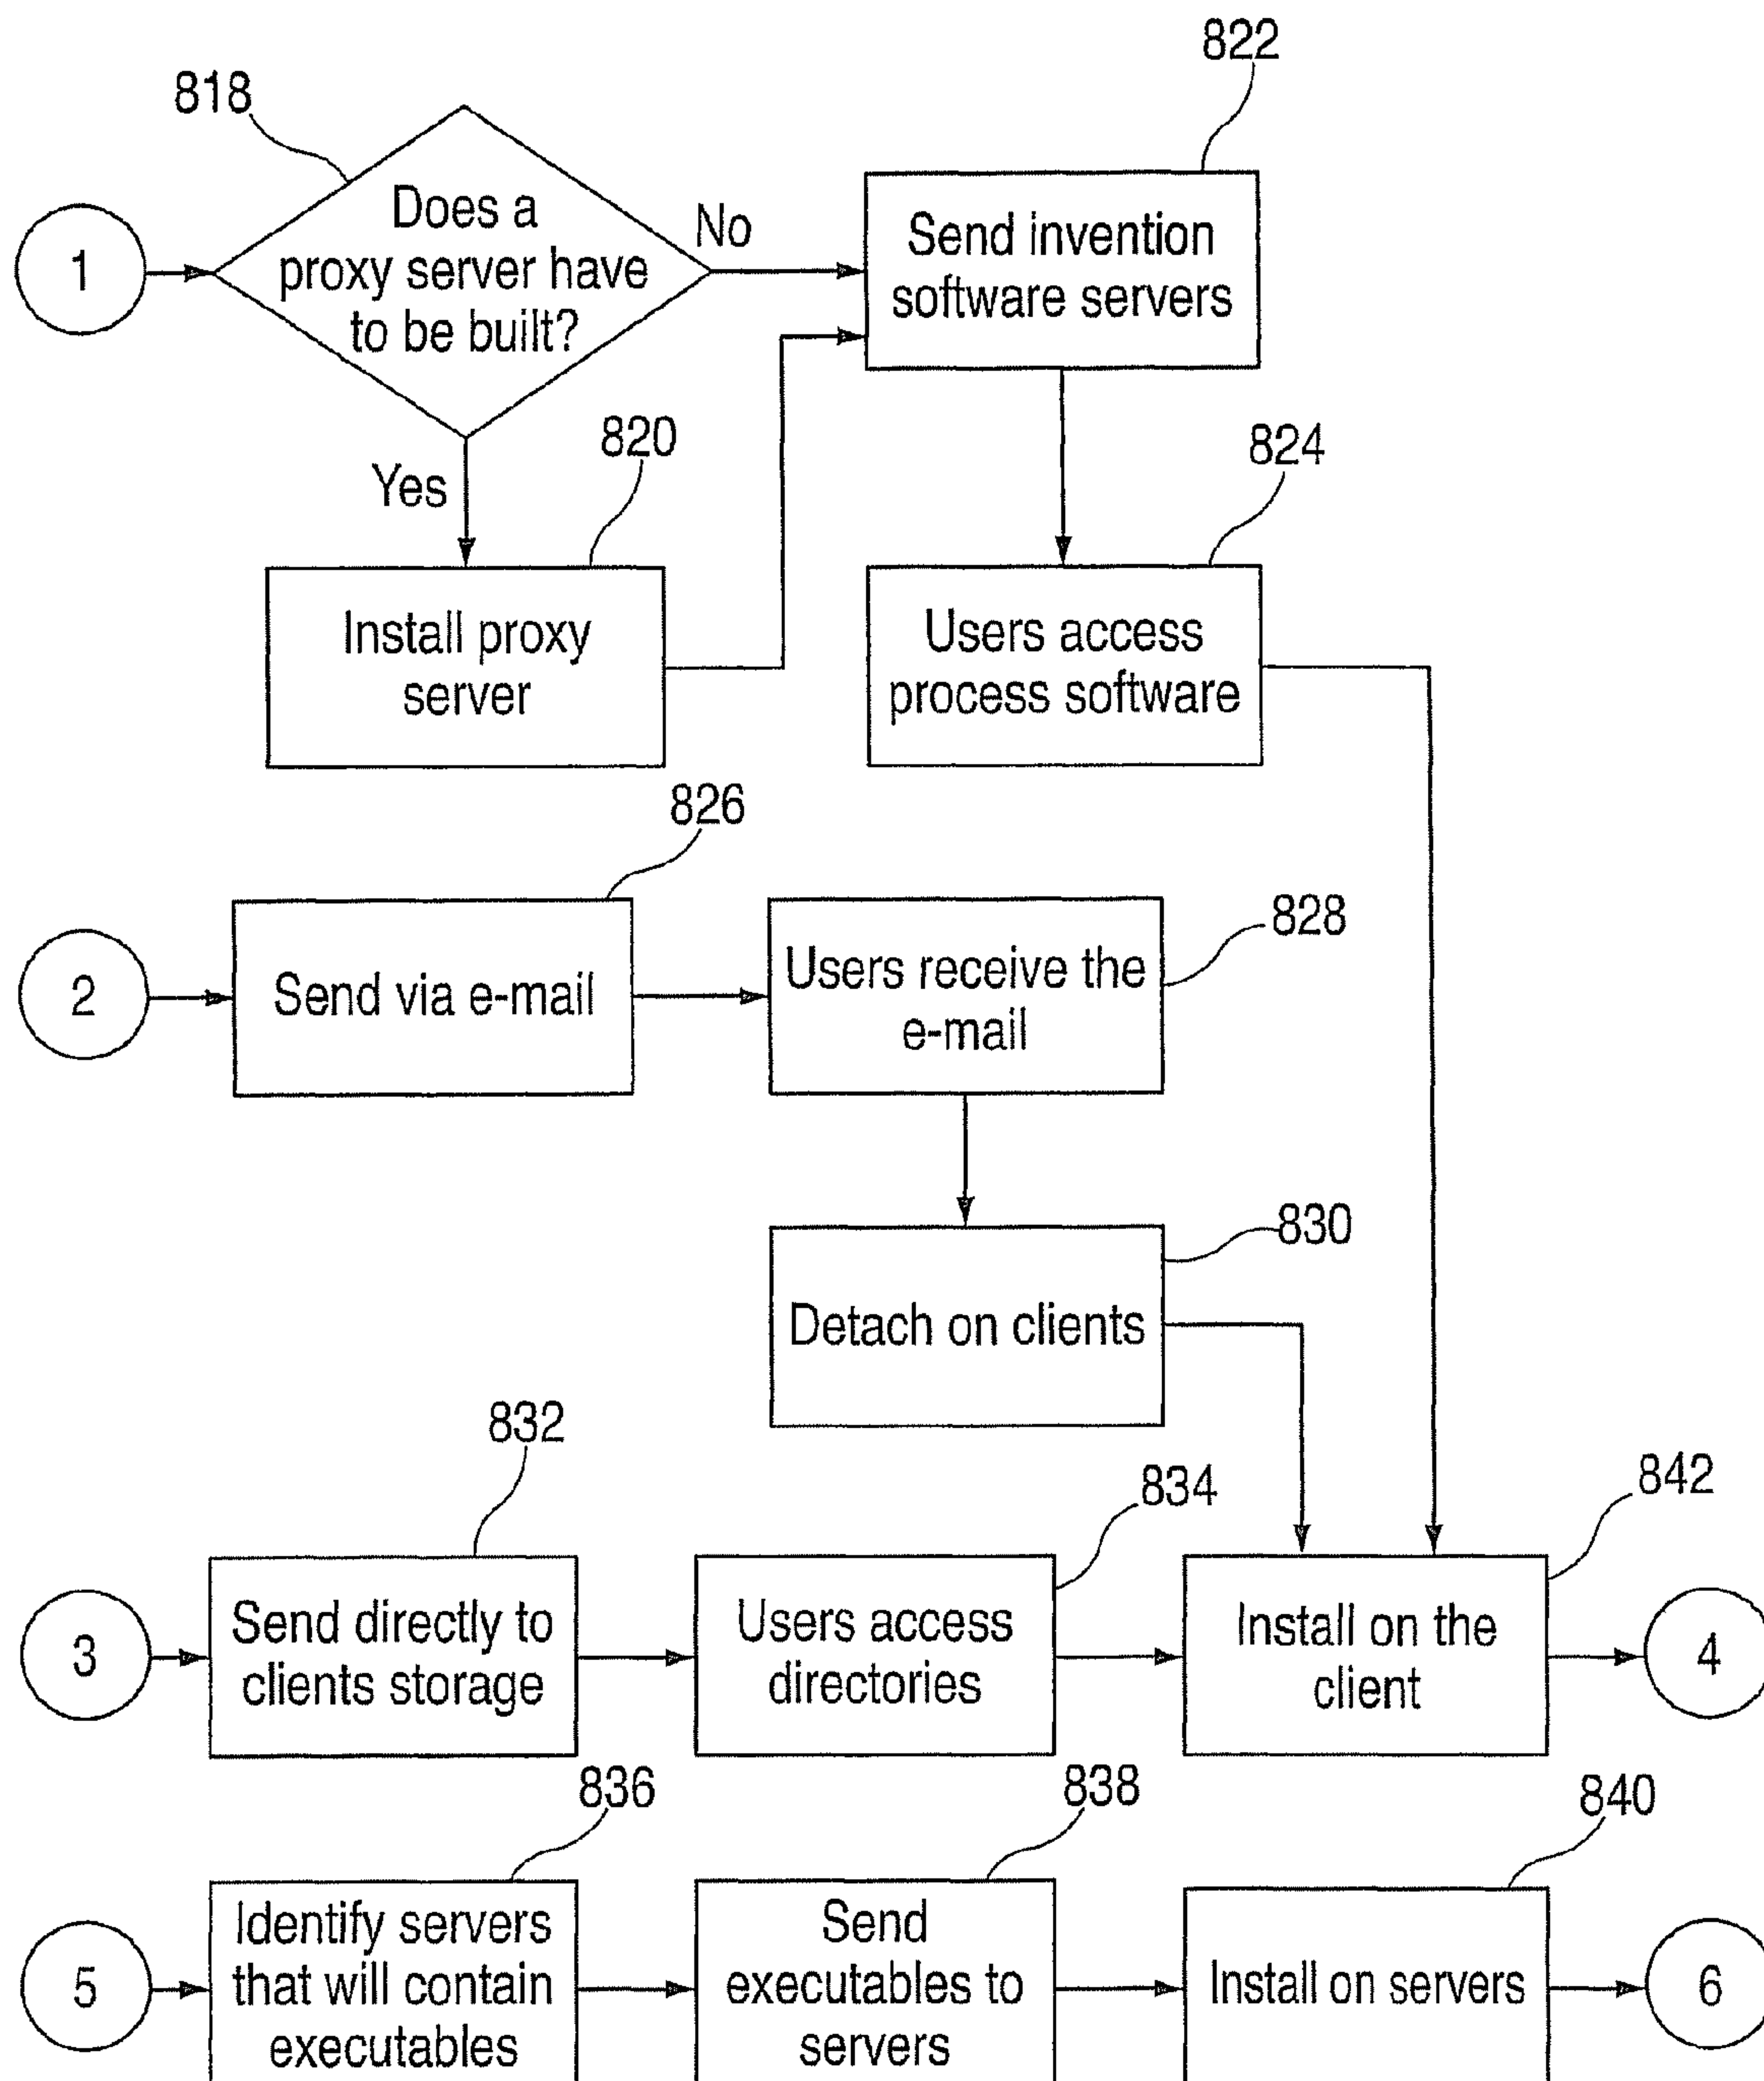 822
818
1
Does a
proxy server have
to be built?
No
Send invention
software servers
Yes
820
824
Install proxy
server
Users access
process software
826
828
2
Send via e-mail
Users receive the
e-mail
830
Detach on clients
832
834
842
3
Send directly to
clients storage
Users access
directories
Install on the
client
4
836
838
840
5
Identify servers
that will contain
executables
Send
executables to
servers
Install on servers
6